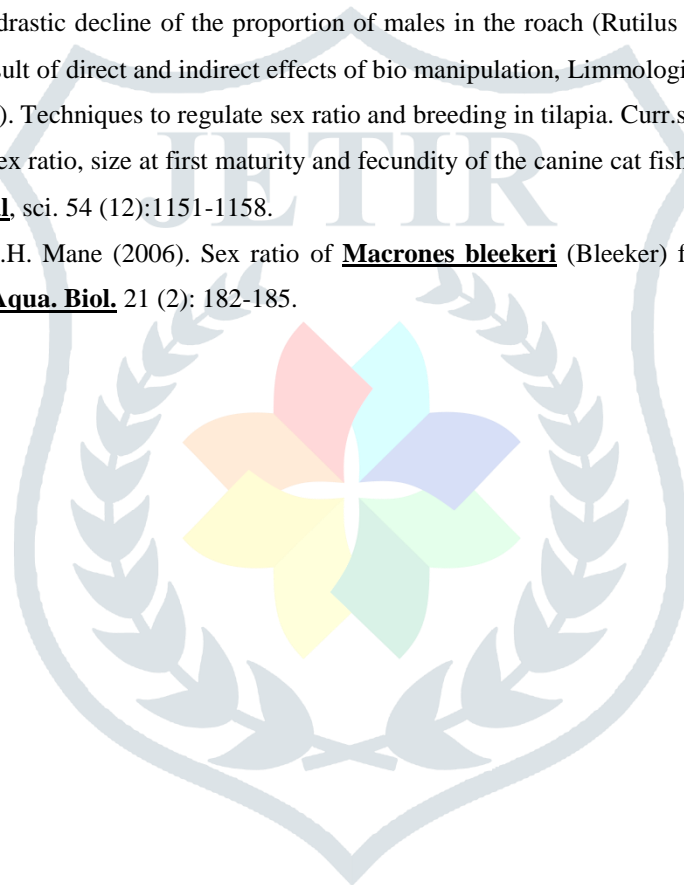 drastic decline of the proportion of males in the roach (Rutilus
sult of direct and indirect effects of bio manipulation, Limmologi
). Techniques to regulate sex ratio and breeding in tilapia. Curr.s
ex ratio, size at first maturity and fecundity of the canine cat fish
l, sci. 54 (12):1151-1158.
.H. Mane (2006). Sex ratio of Macrones bleekeri (Bleeker) f
Aqua. Biol. 21 (2): 182-185.
JETIR